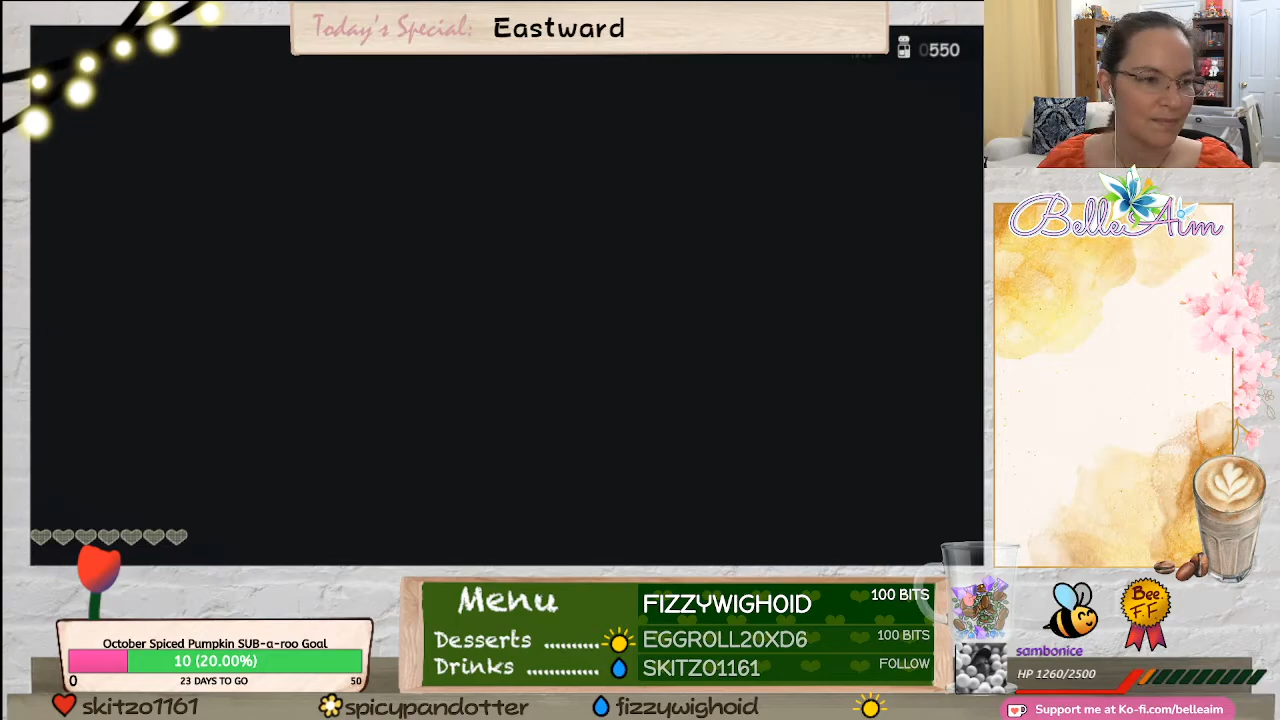 Today's Special: Eastward
0550
BelleAim
Menu
Desserts ..........
Drinks ............
FIZZYWIGHOID 100 BITS
EGGROLL20XD6 100 BITS
SKITZO1161 FOLLOW
October Spiced Pumpkin SUB-a-roo Goal
10 (20.00%)
0 23 DAYS TO GO 50
Bee
F.F
sambonice
HP 1260/2500
skitzo1161 spicypandotter fizzywighoid
Support me at Ko-fi.com/belleaim